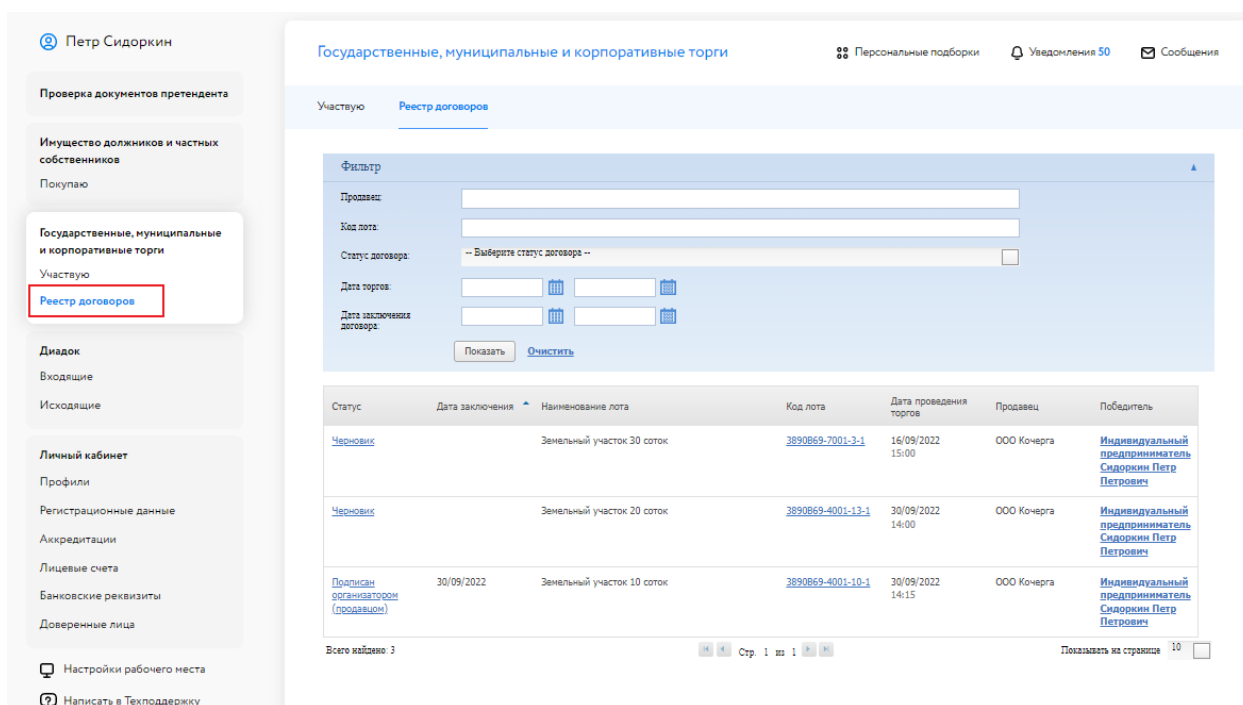 Петр Сидоркин
Проверка документов претендента
Имущество должников и частных
собственников
Покупаю
Государственные, муниципальные
и корпоративные торги
Участвую
Реестр договоров
Диадок
Входящие
Исходящие
Личный кабинет
Профили
Регистрационные данные
Аккредитации
Лицевые счета
Банковские реквизиты
Доверенные лица
Настройки рабочего места
Написать в Техподдержку
Государственные, муниципальные и корпоративные торги
Персональные подборки
Уведомления 50
Сообщения
Участвую Реестр договоров
Фильтр
Продавец:
Код лота:
Статус договора: -- Выберите статус договора --
Дата торгов:
Дата заключения
договора:
Показать Очистить
Статус Дата заключения Наименование лота Код лота Дата проведения
торгов Продавец Победитель
Черновик Земельный участок 30 соток 3890B69-7001-3-1 16/09/2022 ООО Кочерга Индивидуальный
15:00 предприниматель
Сидоркин Петр
Петрович
Черновик Земельный участок 20 соток 3890B69-4001-13-1 30/09/2022 ООО Кочерга Индивидуальный
14:00 предприниматель
Сидоркин Петр
Петрович
Подписан 30/09/2022 Земельный участок 10 соток 3890B69-4001-10-1 30/09/2022 ООО Кочерга Индивидуальный
организатором 14:15 предприниматель
(продавцом) Сидоркин Петр
Петрович
Всего найдено: 3 Стр. 1 из 1 Показывать на странице 10